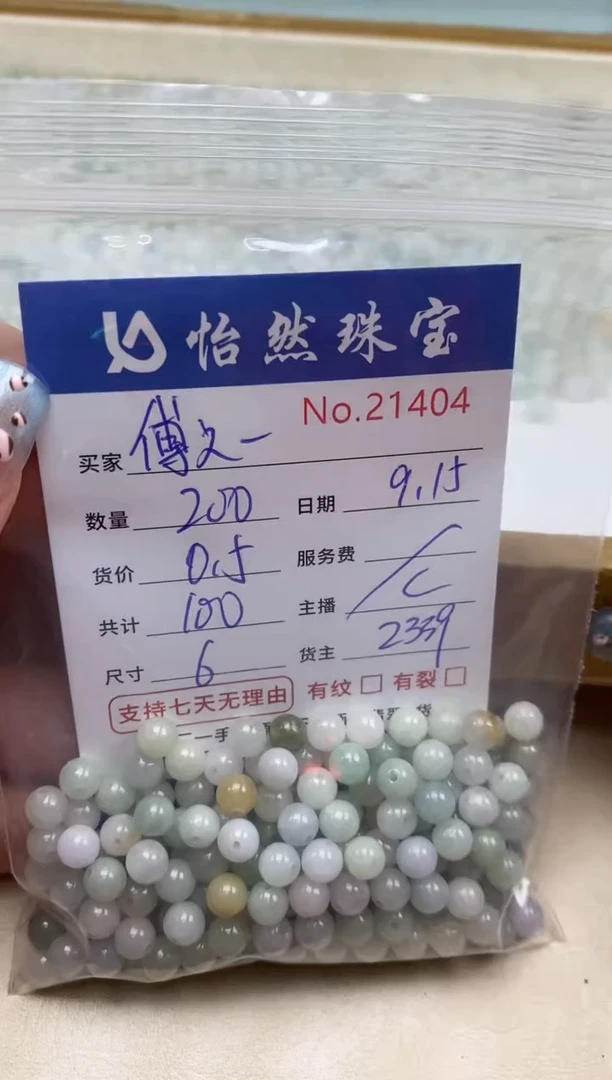 怡然珠宝
No.21404
买家 傅文一
数量 200 日期 9.15
货价 0.5 服务费
共计 100 主播 C
尺寸 6 货主 2339
支持七天无理由 有纹 □ 有裂 □